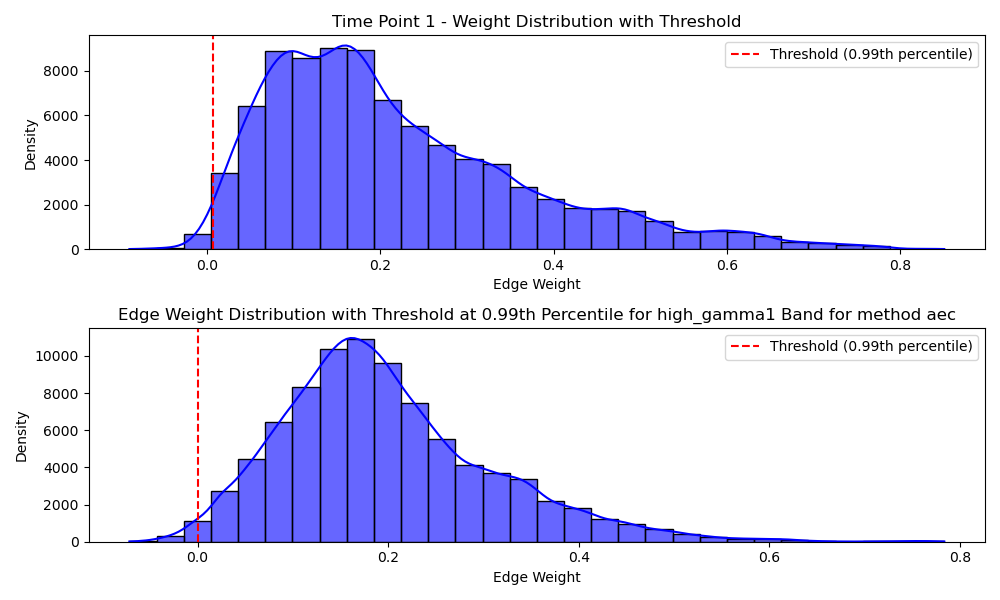 Time Point 1 - Weight Distribution with Threshold
Threshold (0.99th percentile)
Density
8000
6000
4000
2000
0
0.0 0.2 0.4 0.6 0.8
Edge Weight
Edge Weight Distribution with Threshold at 0.99th Percentile for high_gamma1 Band for method aec
Threshold (0.99th percentile)
Density
10000
8000
6000
4000
2000
0
0.0 0.2 0.4 0.6 0.8
Edge Weight